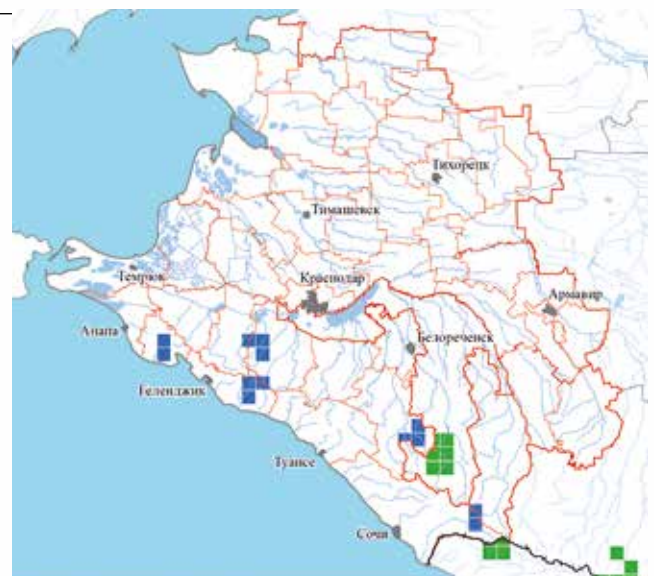 Тихорецк
Тимашевск
Темрюк
Краснодар
Армавир
Анапа
Белореченск
Геленджик
Туапсе
Сочи